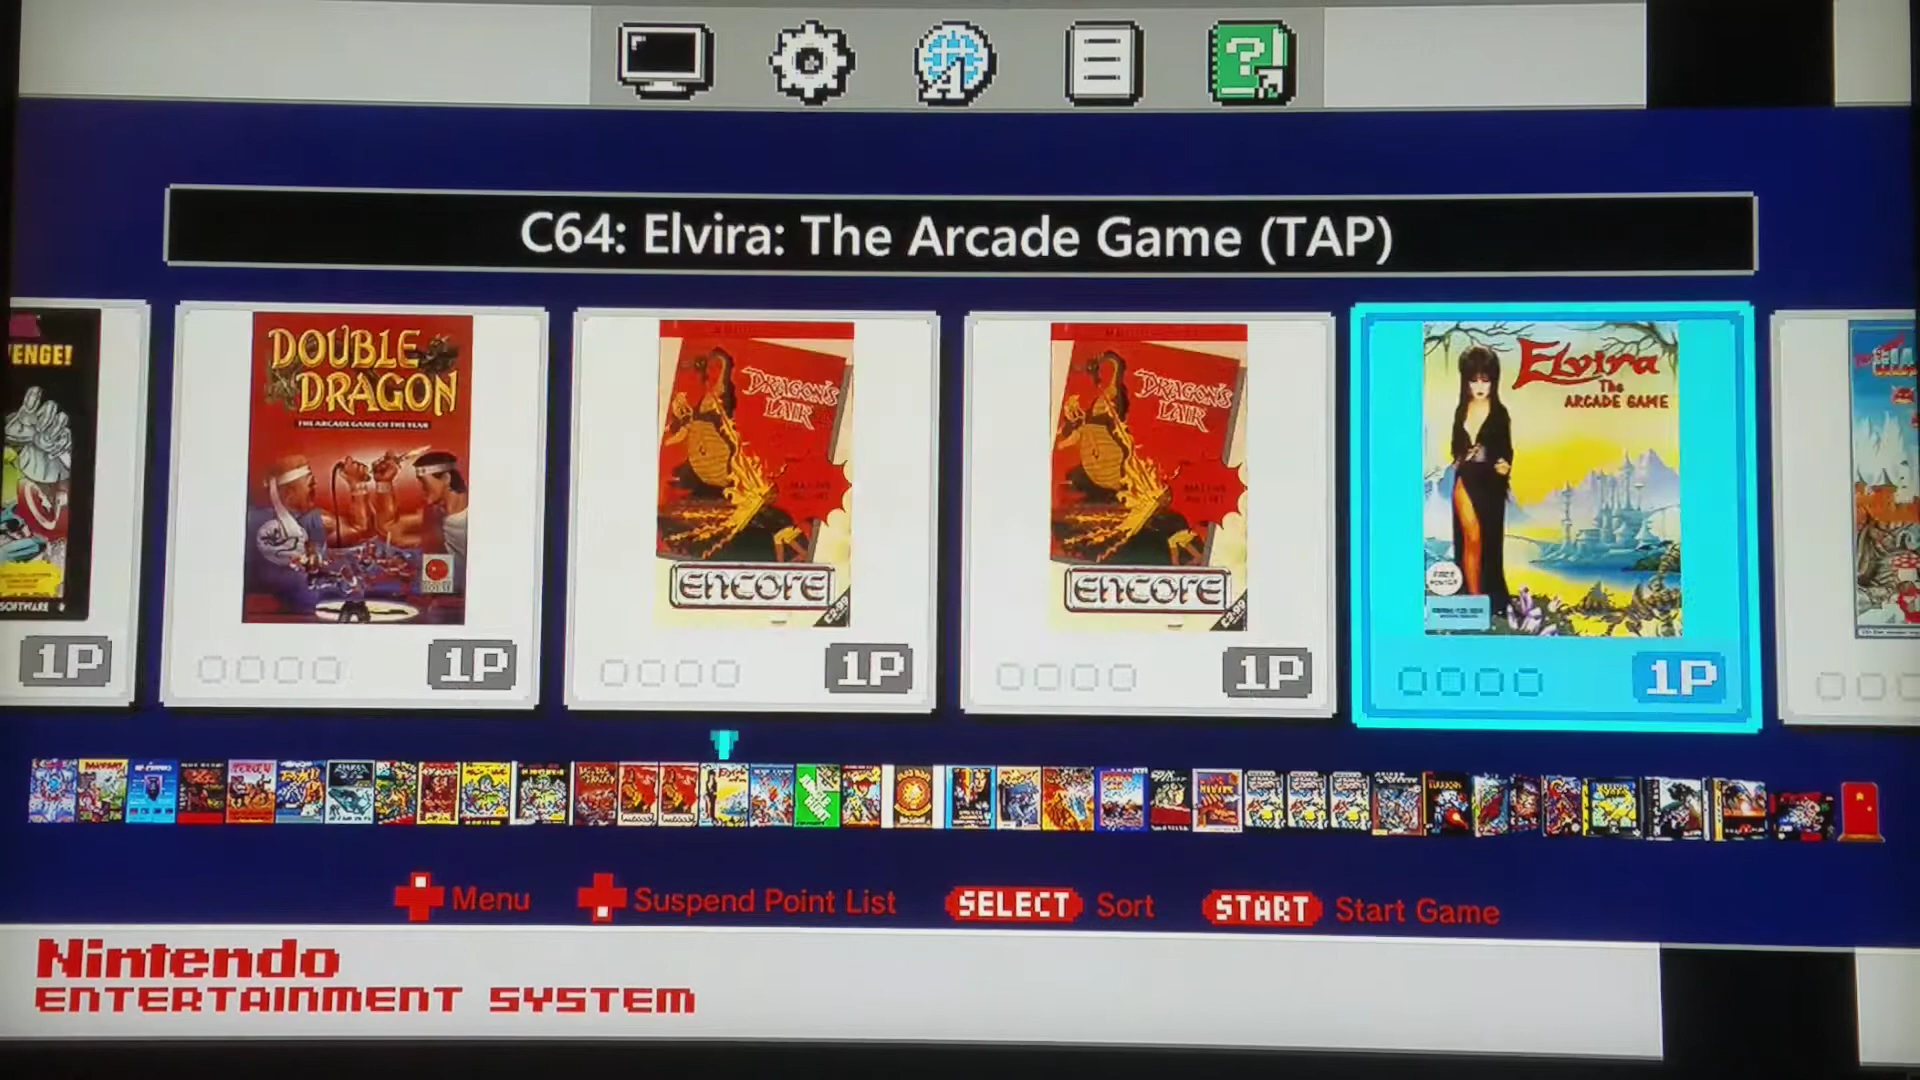 C64: Elvira: The Arcade Game (TAP)
ENGE!
SOFTWARE
1P
DOUBLE
DRAGON
THE ARCADE GAME OF THE YEAR
1P
DRAGON'S
LAIR
ENCORE
1P
DRAGON'S
LAIR
ENCORE
1P
Elvira
The
ARCADE GAME
1P
Menu
Suspend Point List
SELECT Sort
START Start Game
Nintendo
ENTERTAINMENT SYSTEM